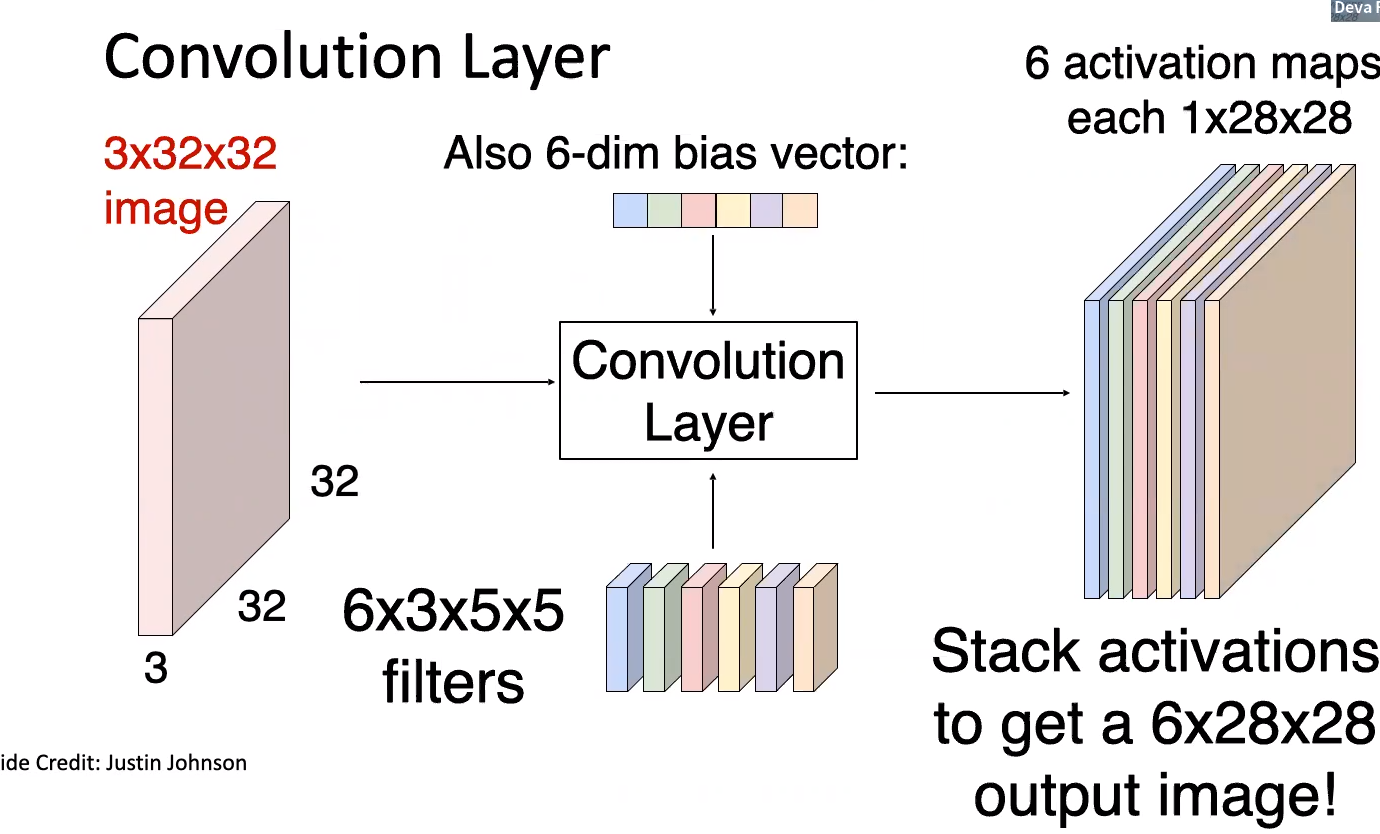 Deva
Convolution Layer
3x32x32
image
Also 6-dim bias vector:
6 activation maps
each 1x28x28
Convolution
Layer
32
32
3
6x3x5x5
filters
Stack activations
to get a 6x28x28
output image!
ide Credit: Justin Johnson